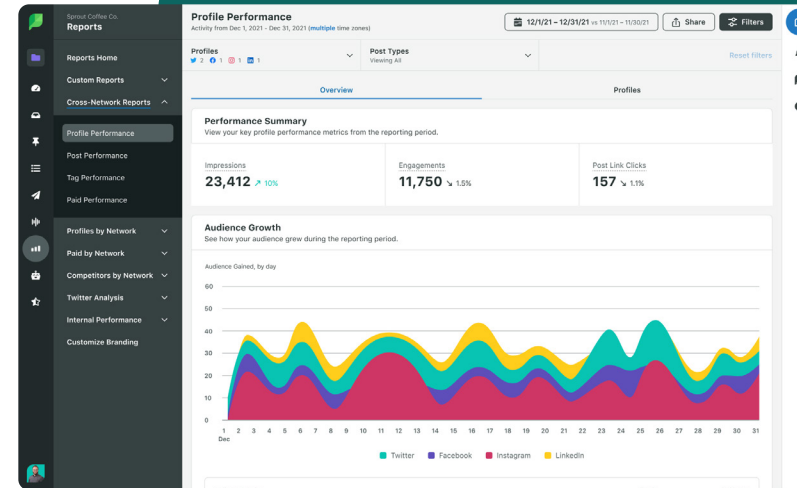 Sprout Coffee Co.
Reports
Reports Home
Custom Reports
Cross-Network Reports
Profile Performance
Post Performance
Tag Performance
Paid Performance
Profiles by Network
Paid by Network
Competitors by Network
Twitter Analysis
Internal Performance
Customize Branding
Profile Performance
Activity from Dec 1, 2021 - Dec 31, 2021 (multiple time zones)
12/1/21 – 12/31/21 vs 11/1/21 – 11/30/21
Share
Filters
Profiles
2 1 1 1
Post Types
Viewing All
Reset filters
Overview
Profiles
Performance Summary
View your key profile performance metrics from the reporting period.
Impressions
23,412 ↗ 10%
Engagements
11,750 ↘ 1.5%
Post Link Clicks
157 ↘ 1.1%
Audience Growth
See how your audience grew during the reporting period.
Audience Gained, by day
60
50
40
30
20
10
0
1 2 3 4 5 6 7 8 9 10 11 12 13 14 15 16 17 18 19 20 21 22 23 24 25 26 27 28 29 30 31
Dec
Twitter Facebook Instagram LinkedIn